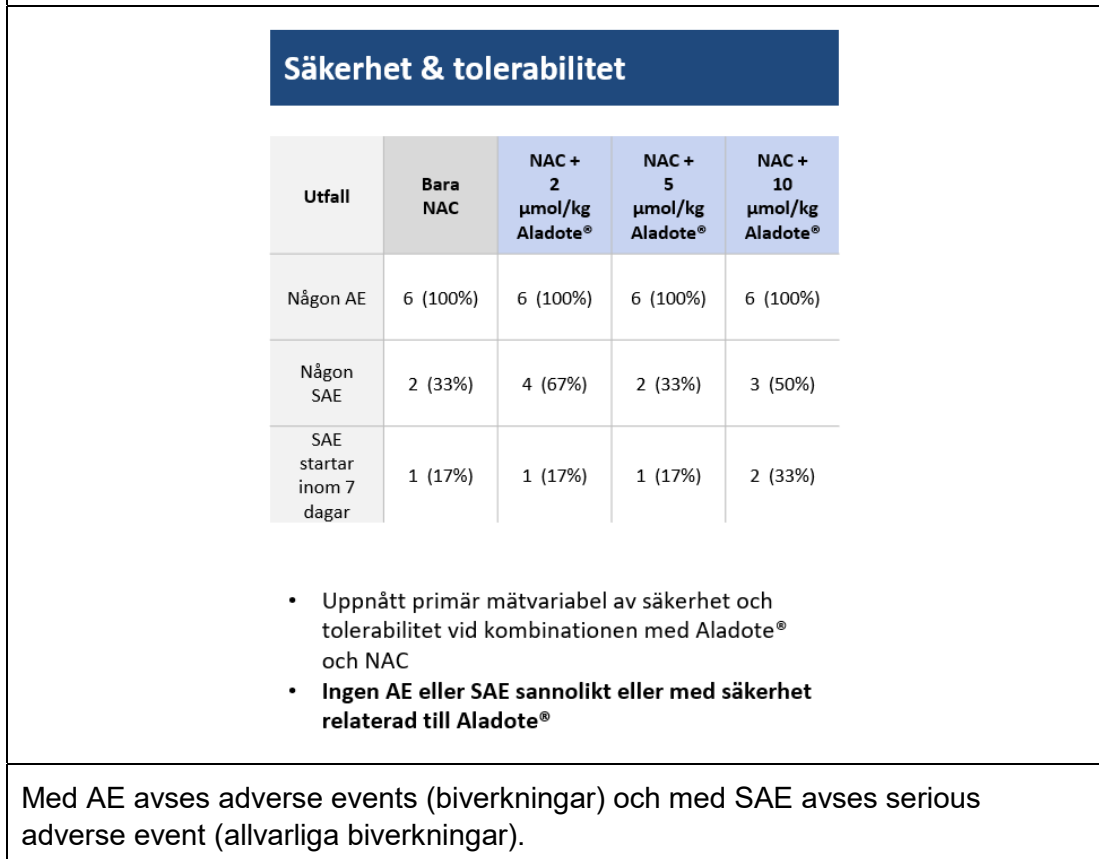 Säkerhet & tolerabilitet
Utfall
Bara
NAC
NAC +
2
µmol/kg
Aladote®
NAC +
5
µmol/kg
Aladote®
NAC +
10
µmol/kg
Aladote®
Någon AE
6 (100%)
6 (100%)
6 (100%)
6 (100%)
Någon
SAE
2 (33%)
4 (67%)
2 (33%)
3 (50%)
SAE
startar
inom 7
dagar
1 (17%)
1 (17%)
1 (17%)
2 (33%)
• Uppnått primär mätvariabel av säkerhet och
tolerabilitet vid kombinationen med Aladote®
och NAC
• Ingen AE eller SAE sannolikt eller med säkerhet
relaterad till Aladote®
Med AE avses adverse events (biverkningar) och med SAE avses serious
adverse event (allvarliga biverkningar).